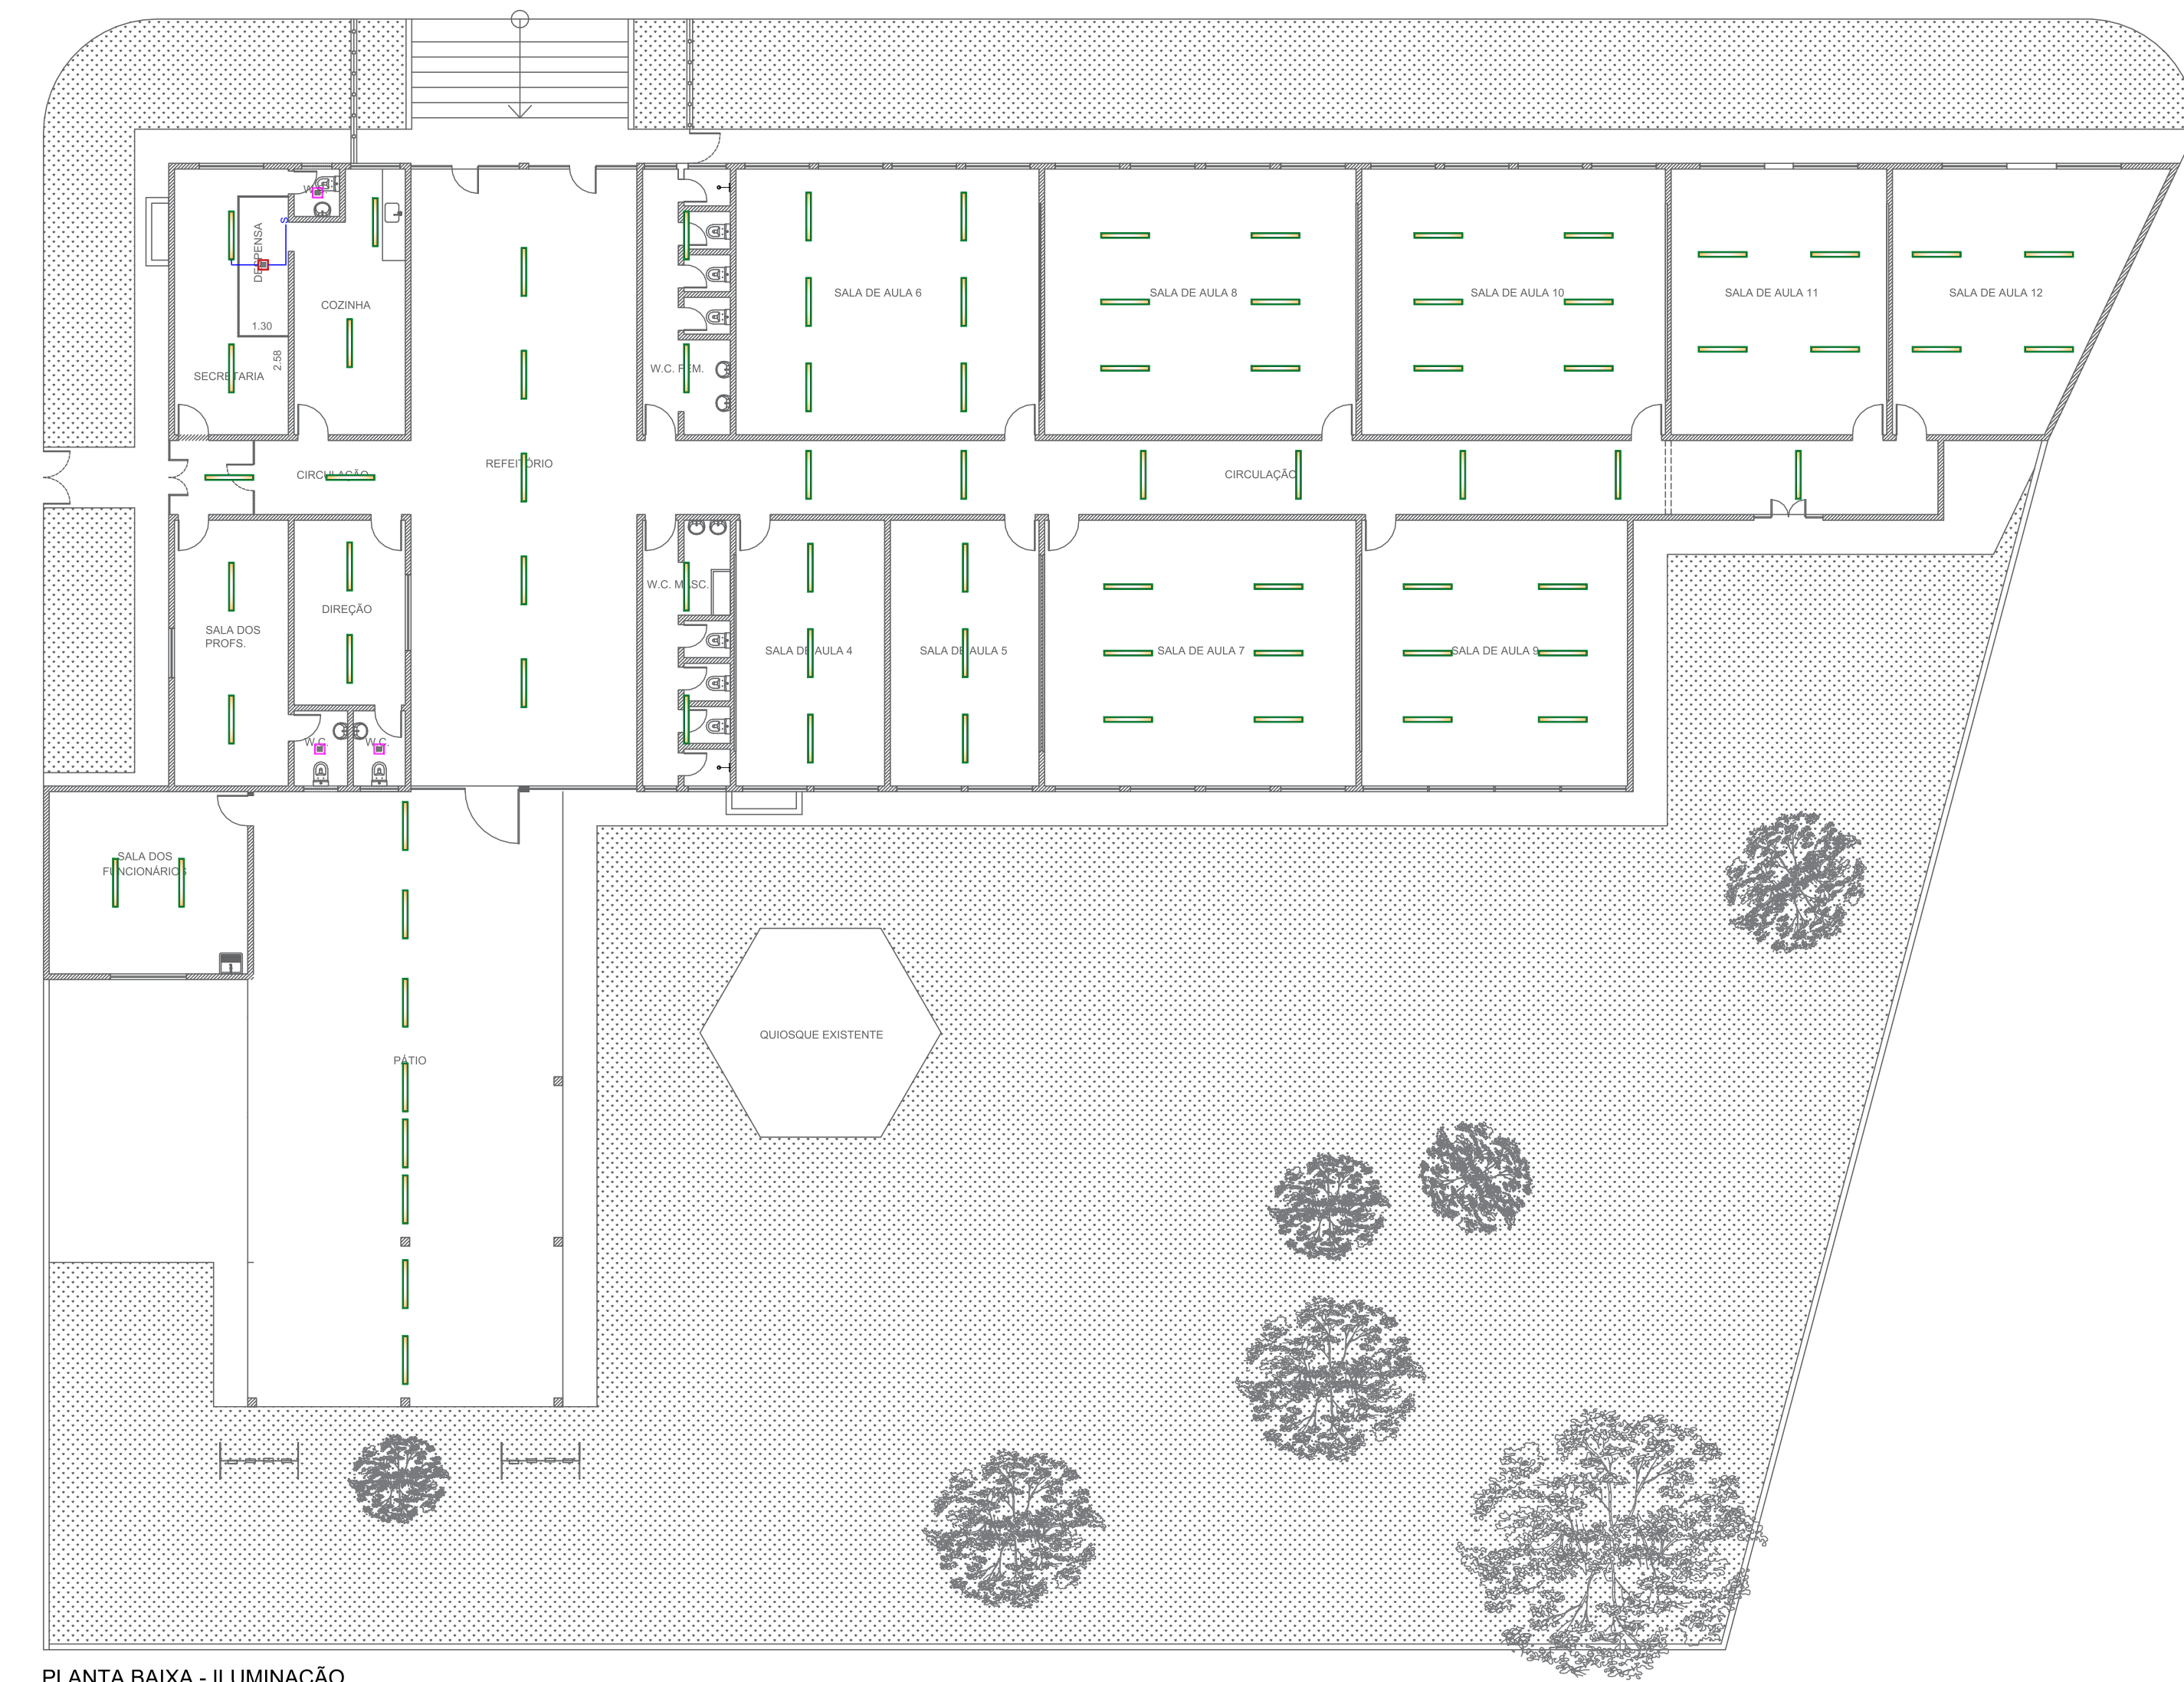 W.C.
S
DESPENSA
COZINHA
1.30
2.58
SECRETARIA
W.C. FEM.
SALA DE AULA 6
SALA DE AULA 8
SALA DE AULA 10
SALA DE AULA 11
SALA DE AULA 12
CIRCULAÇÃO
REFEITÓRIO
CIRCULAÇÃO
DIREÇÃO
SALA DOS
PROFS.
W.C. MASC.
SALA DE AULA 4
SALA DE AULA 5
SALA DE AULA 7
SALA DE AULA 9
W.C.
W.C.
SALA DOS
FUNCIONÁRIOS
QUIOSQUE EXISTENTE
PÁTIO
PLANTA BAIXA - ILUMINAÇÃO